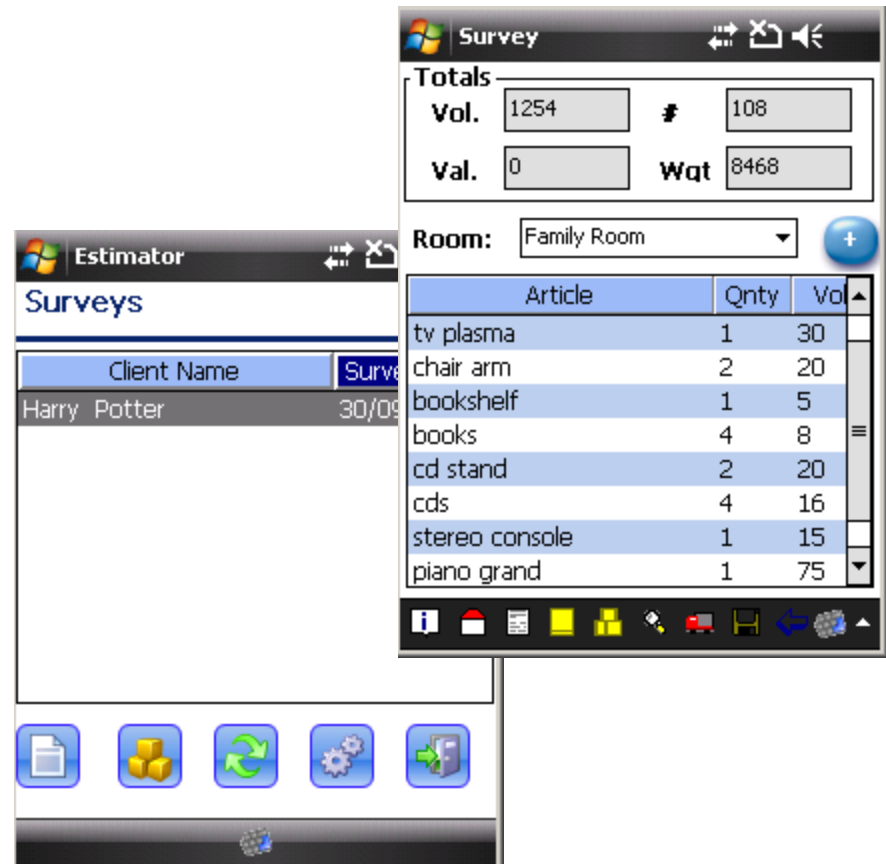 Survey
Totals
Vol. 1254 # 108
Val. 0 Wgt 8468
Room: Family Room +
Article Qnty Vol
tv plasma 1 30
chair arm 2 20
bookshelf 1 5
books 4 8
cd stand 2 20
cds 4 16
stereo console 1 15
piano grand 1 75
Estimator
Surveys
Client Name Surve
Harry Potter 30/09